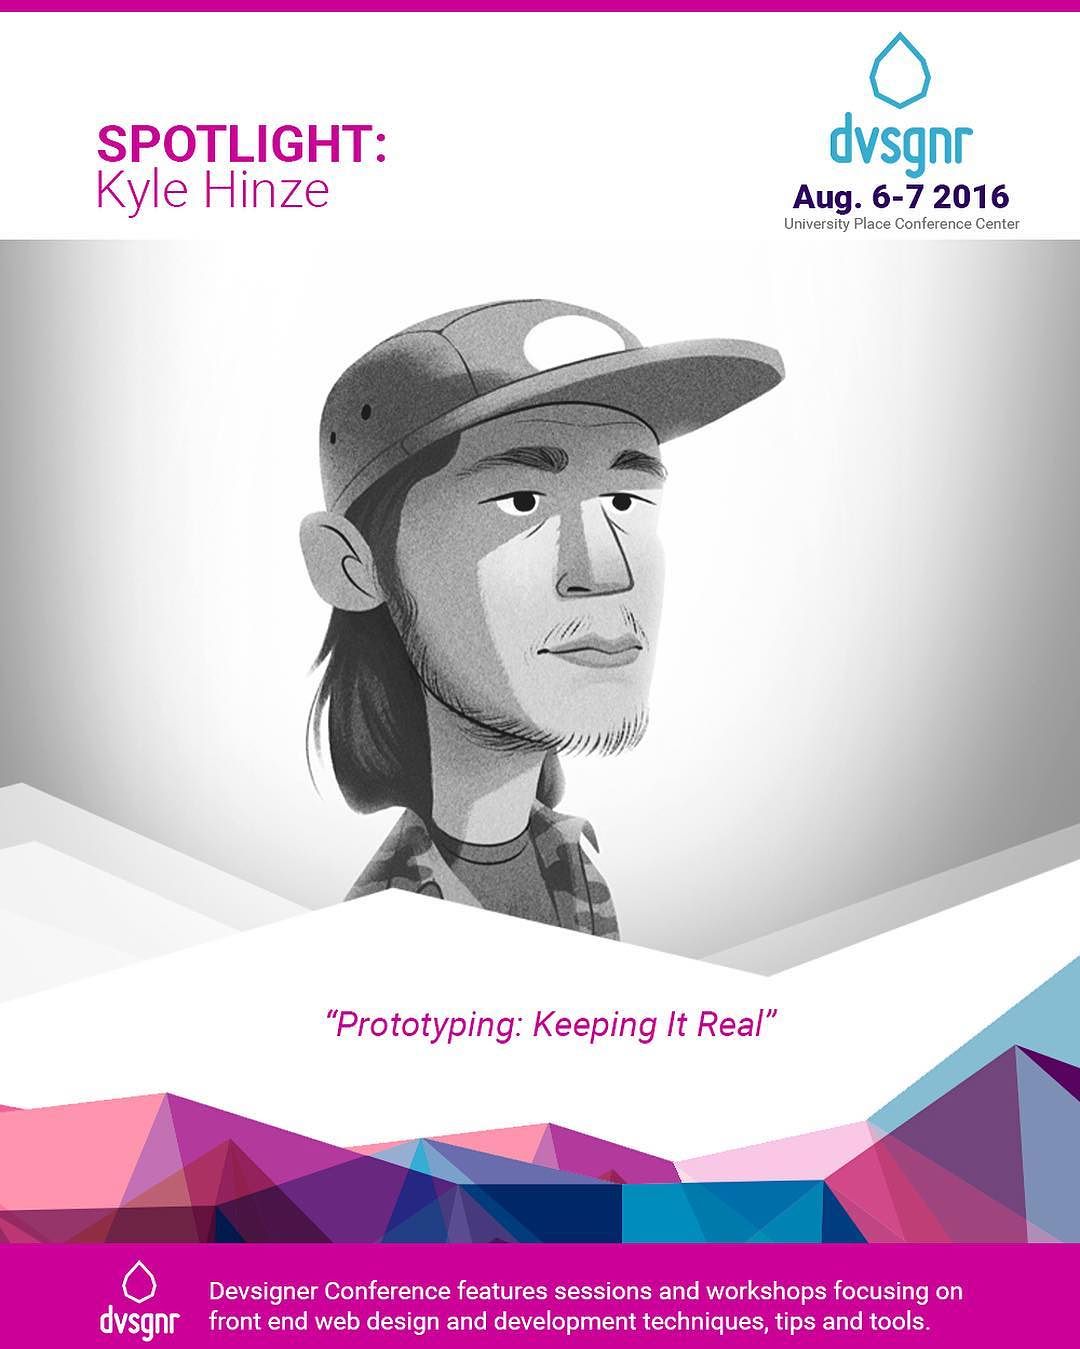 SPOTLIGHT:
Kyle Hinze
dvsgnr
Aug. 6-7 2016
University Place Conference Center
“Prototyping: Keeping It Real”
dvsgnr
Devsigner Conference features sessions and workshops focusing on
front end web design and development techniques, tips and tools.